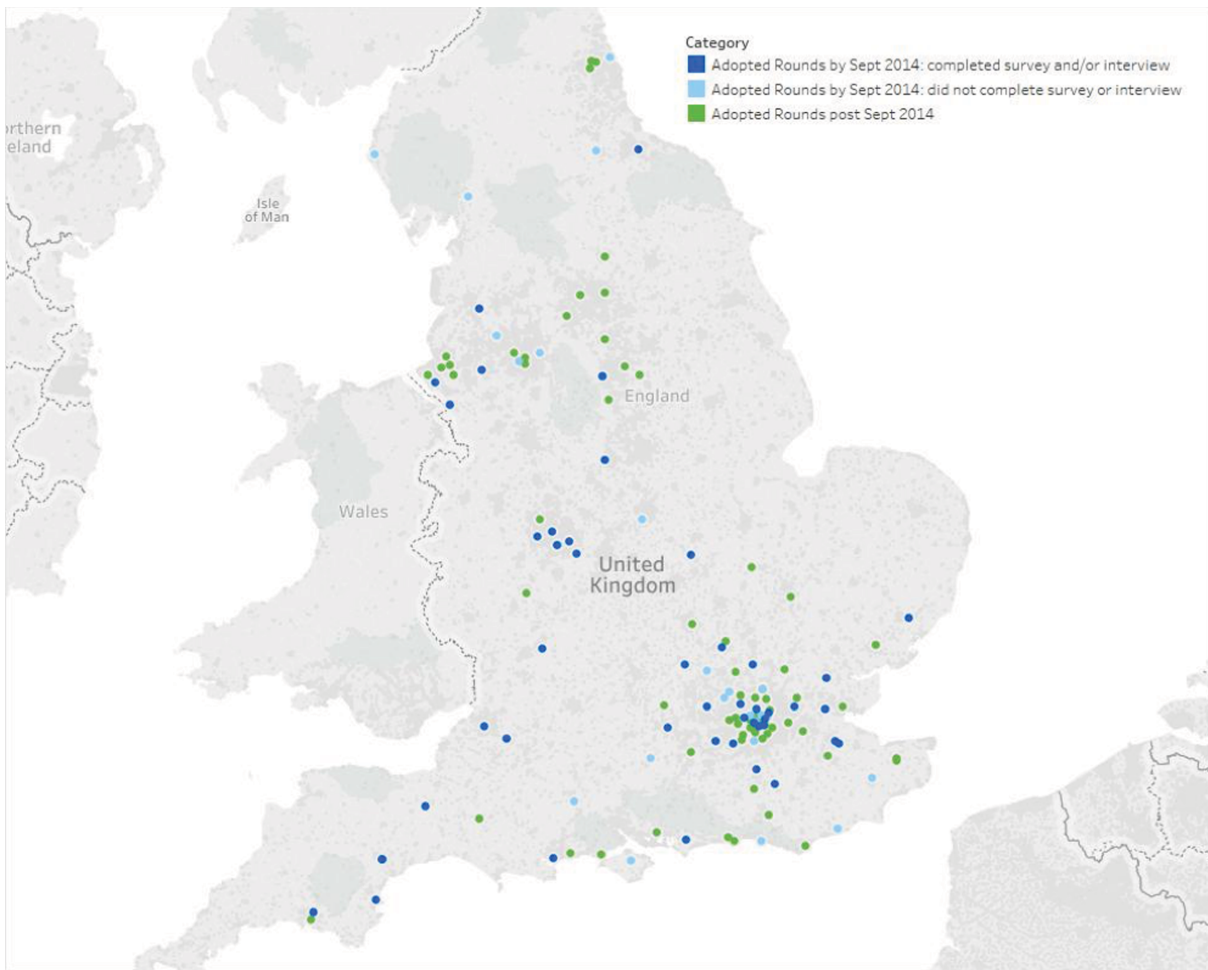 Category
Adopted Rounds by Sept 2014: completed survey and/or interview
Adopted Rounds by Sept 2014: did not complete survey or interview
Adopted Rounds post Sept 2014
orthern
eland
Isle
of Man
England
Wales
United
Kingdom